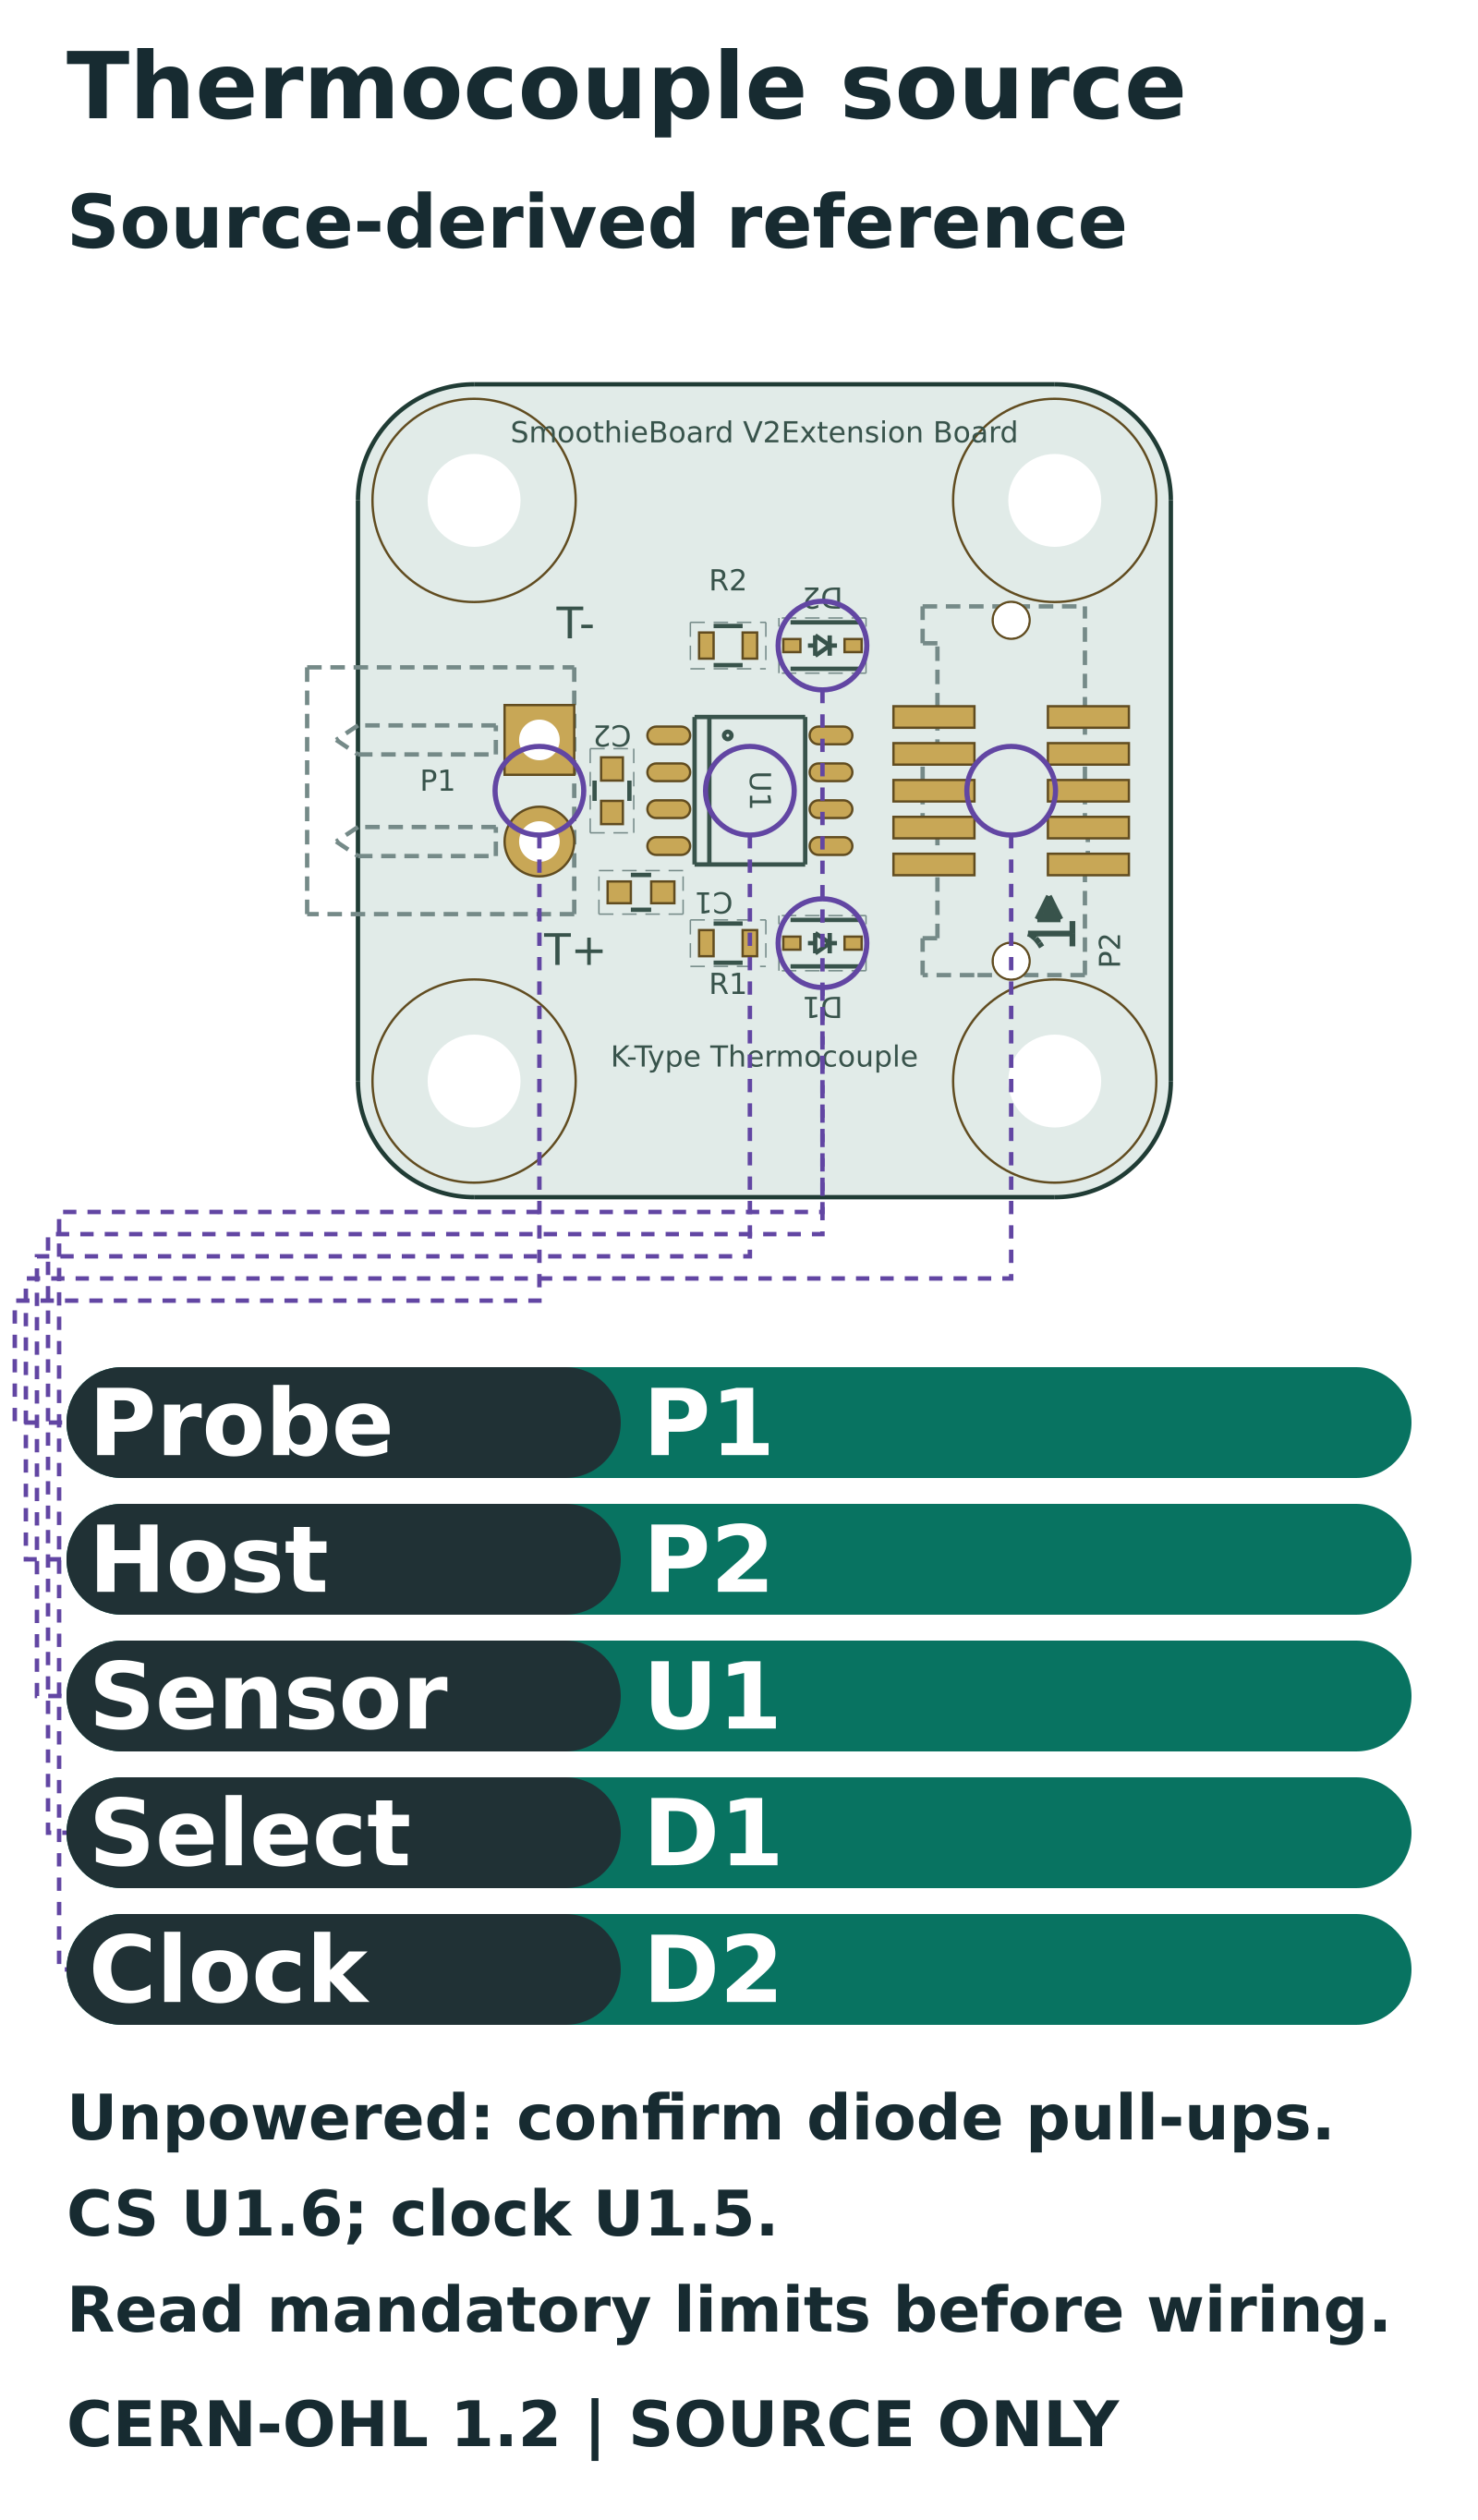 Thermocouple source
Source-derived reference
SmoothieBoard V2Extension Board
R2
D2
T-
C2
P1
U1
C1
T+
R1
D1
1
P2
K-Type Thermocouple
Probe P1
Host P2
Sensor U1
Select D1
Clock D2
Unpowered: confirm diode pull-ups.
CS U1.6; clock U1.5.
Read mandatory limits before wiring.
CERN-OHL 1.2 | SOURCE ONLY